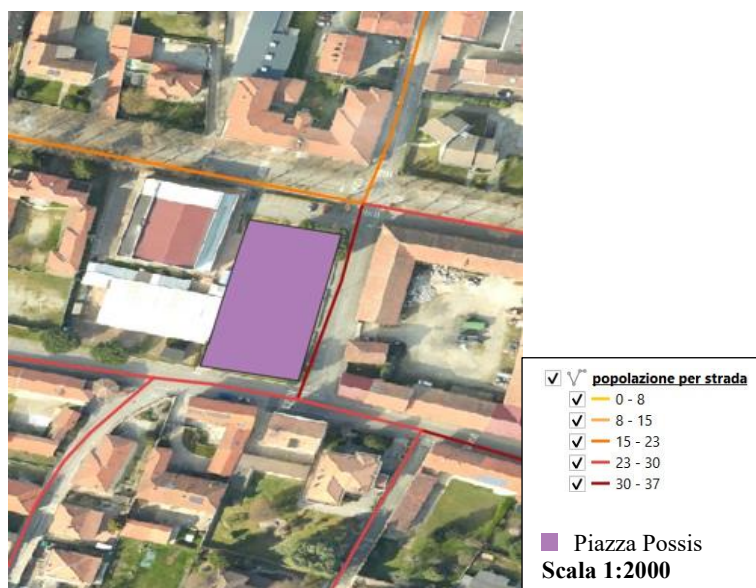 popolazione per strada
0 - 8
8 - 15
15 - 23
23 - 30
30 - 37
Piazza Possis
Scala 1:2000